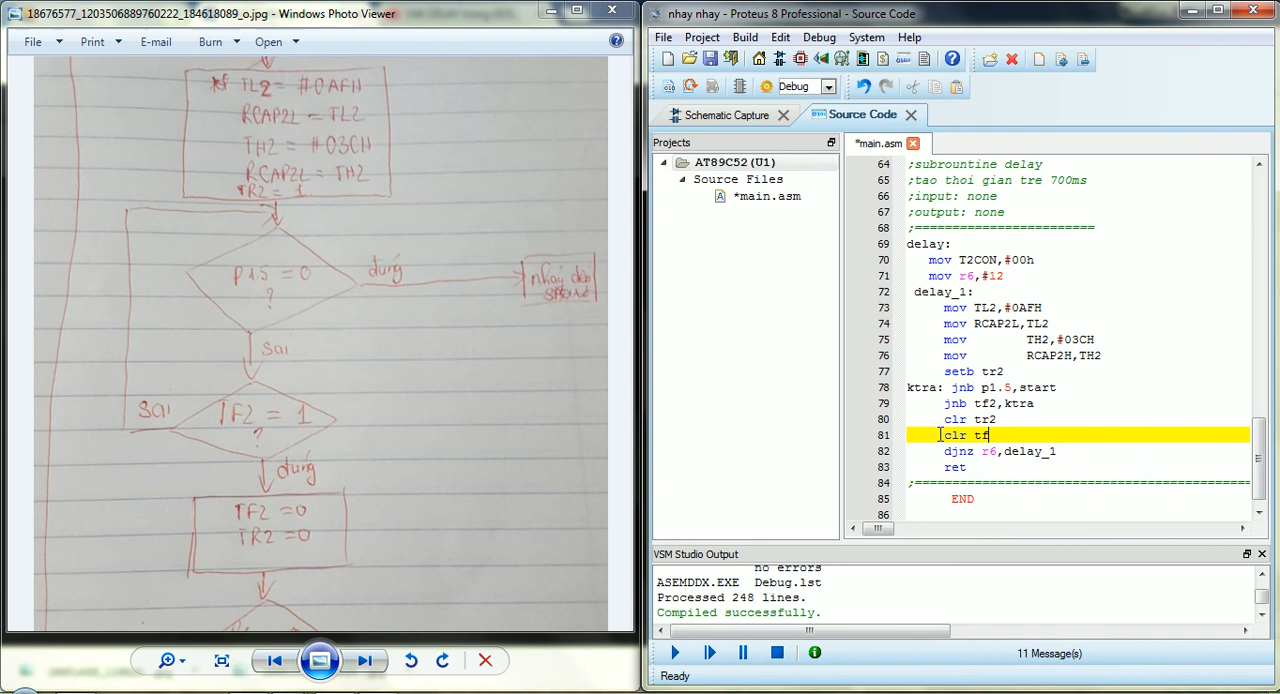 18676577_1203506889760222_184618089_o.jpg - Windows Photo Viewer
File Print E-mail Burn Open
TL2 = #0AFH
RCAP2L = TL2
TH2 = #03CH
RCAP2L = TH2
TR2 = 1
P1.5 = 0
?
đúng
nhảy đến
Sai
Sai
TF2 = 1
?
đúng
TF2 =0
TR2 =0
nhay nhay - Proteus 8 Professional - Source Code
File Project Build Edit Debug System Help
Debug
Schematic Capture
Source Code
Projects
AT89C52(U1)
Source Files
*main.asm
*main.asm
64 ;subrountine delay
65 ;tao thoi gian tre 700ms
66 ;input: none
67 ;output: none
68 ;========================
69 delay:
70 mov T2CON,#00h
71 mov r6,#12
72 delay_1:
73 mov TL2,#0AFH
74 mov RCAP2L,TL2
75 mov TH2,#03CH
76 mov RCAP2H,TH2
77 setb tr2
78 ktra: jnb p1.5,start
79 jnb tf2,ktra
80 clr tr2
81 clr tf
82 djnz r6,delay_1
83 ret
84 ;=============================================
85 END
86
VSM Studio Output
no errors
ASEMDDX.EXE Debug.lst
Processed 248 lines.
Compiled successfully.
11 Message(s)
Ready